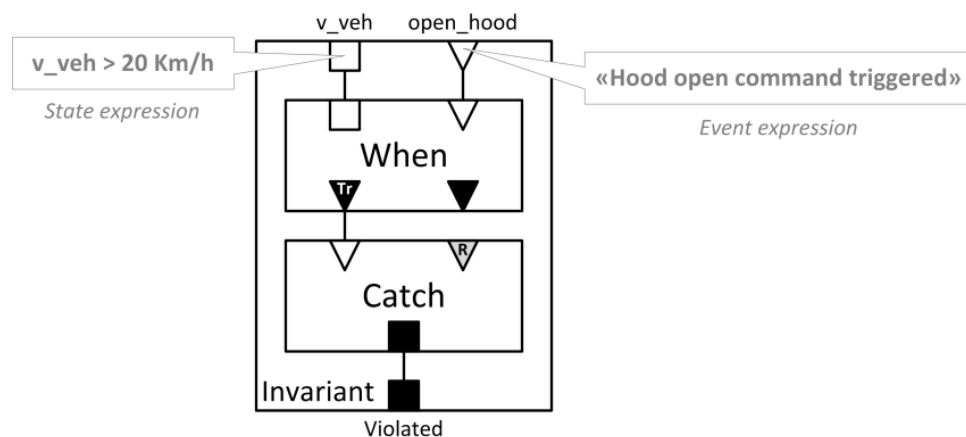 v_veh open_hood
v_veh > 20 Km/h
«Hood open command triggered»
State expression
Event expression
When
Tr
R
Catch
Invariant
Violated